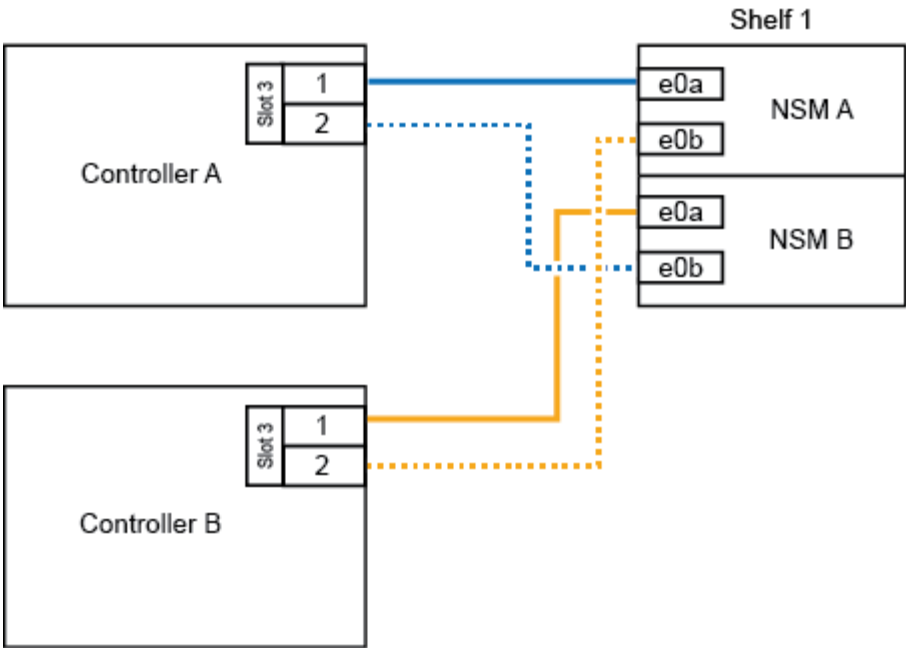 Shelf 1
Slot 3
1
2
Controller A
e0a
e0b
NSM A
e0a
e0b
NSM B
Slot 3
1
2
Controller B